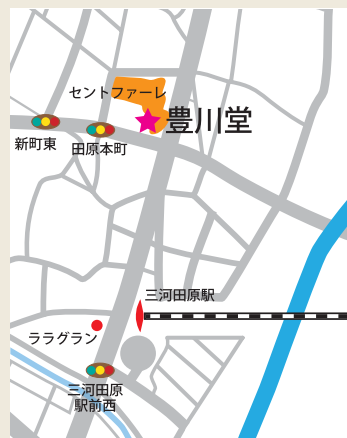 セントファーレ
豊川堂
新町東
田原本町
三河田原駅
ララグラン
三河田原
駅前西